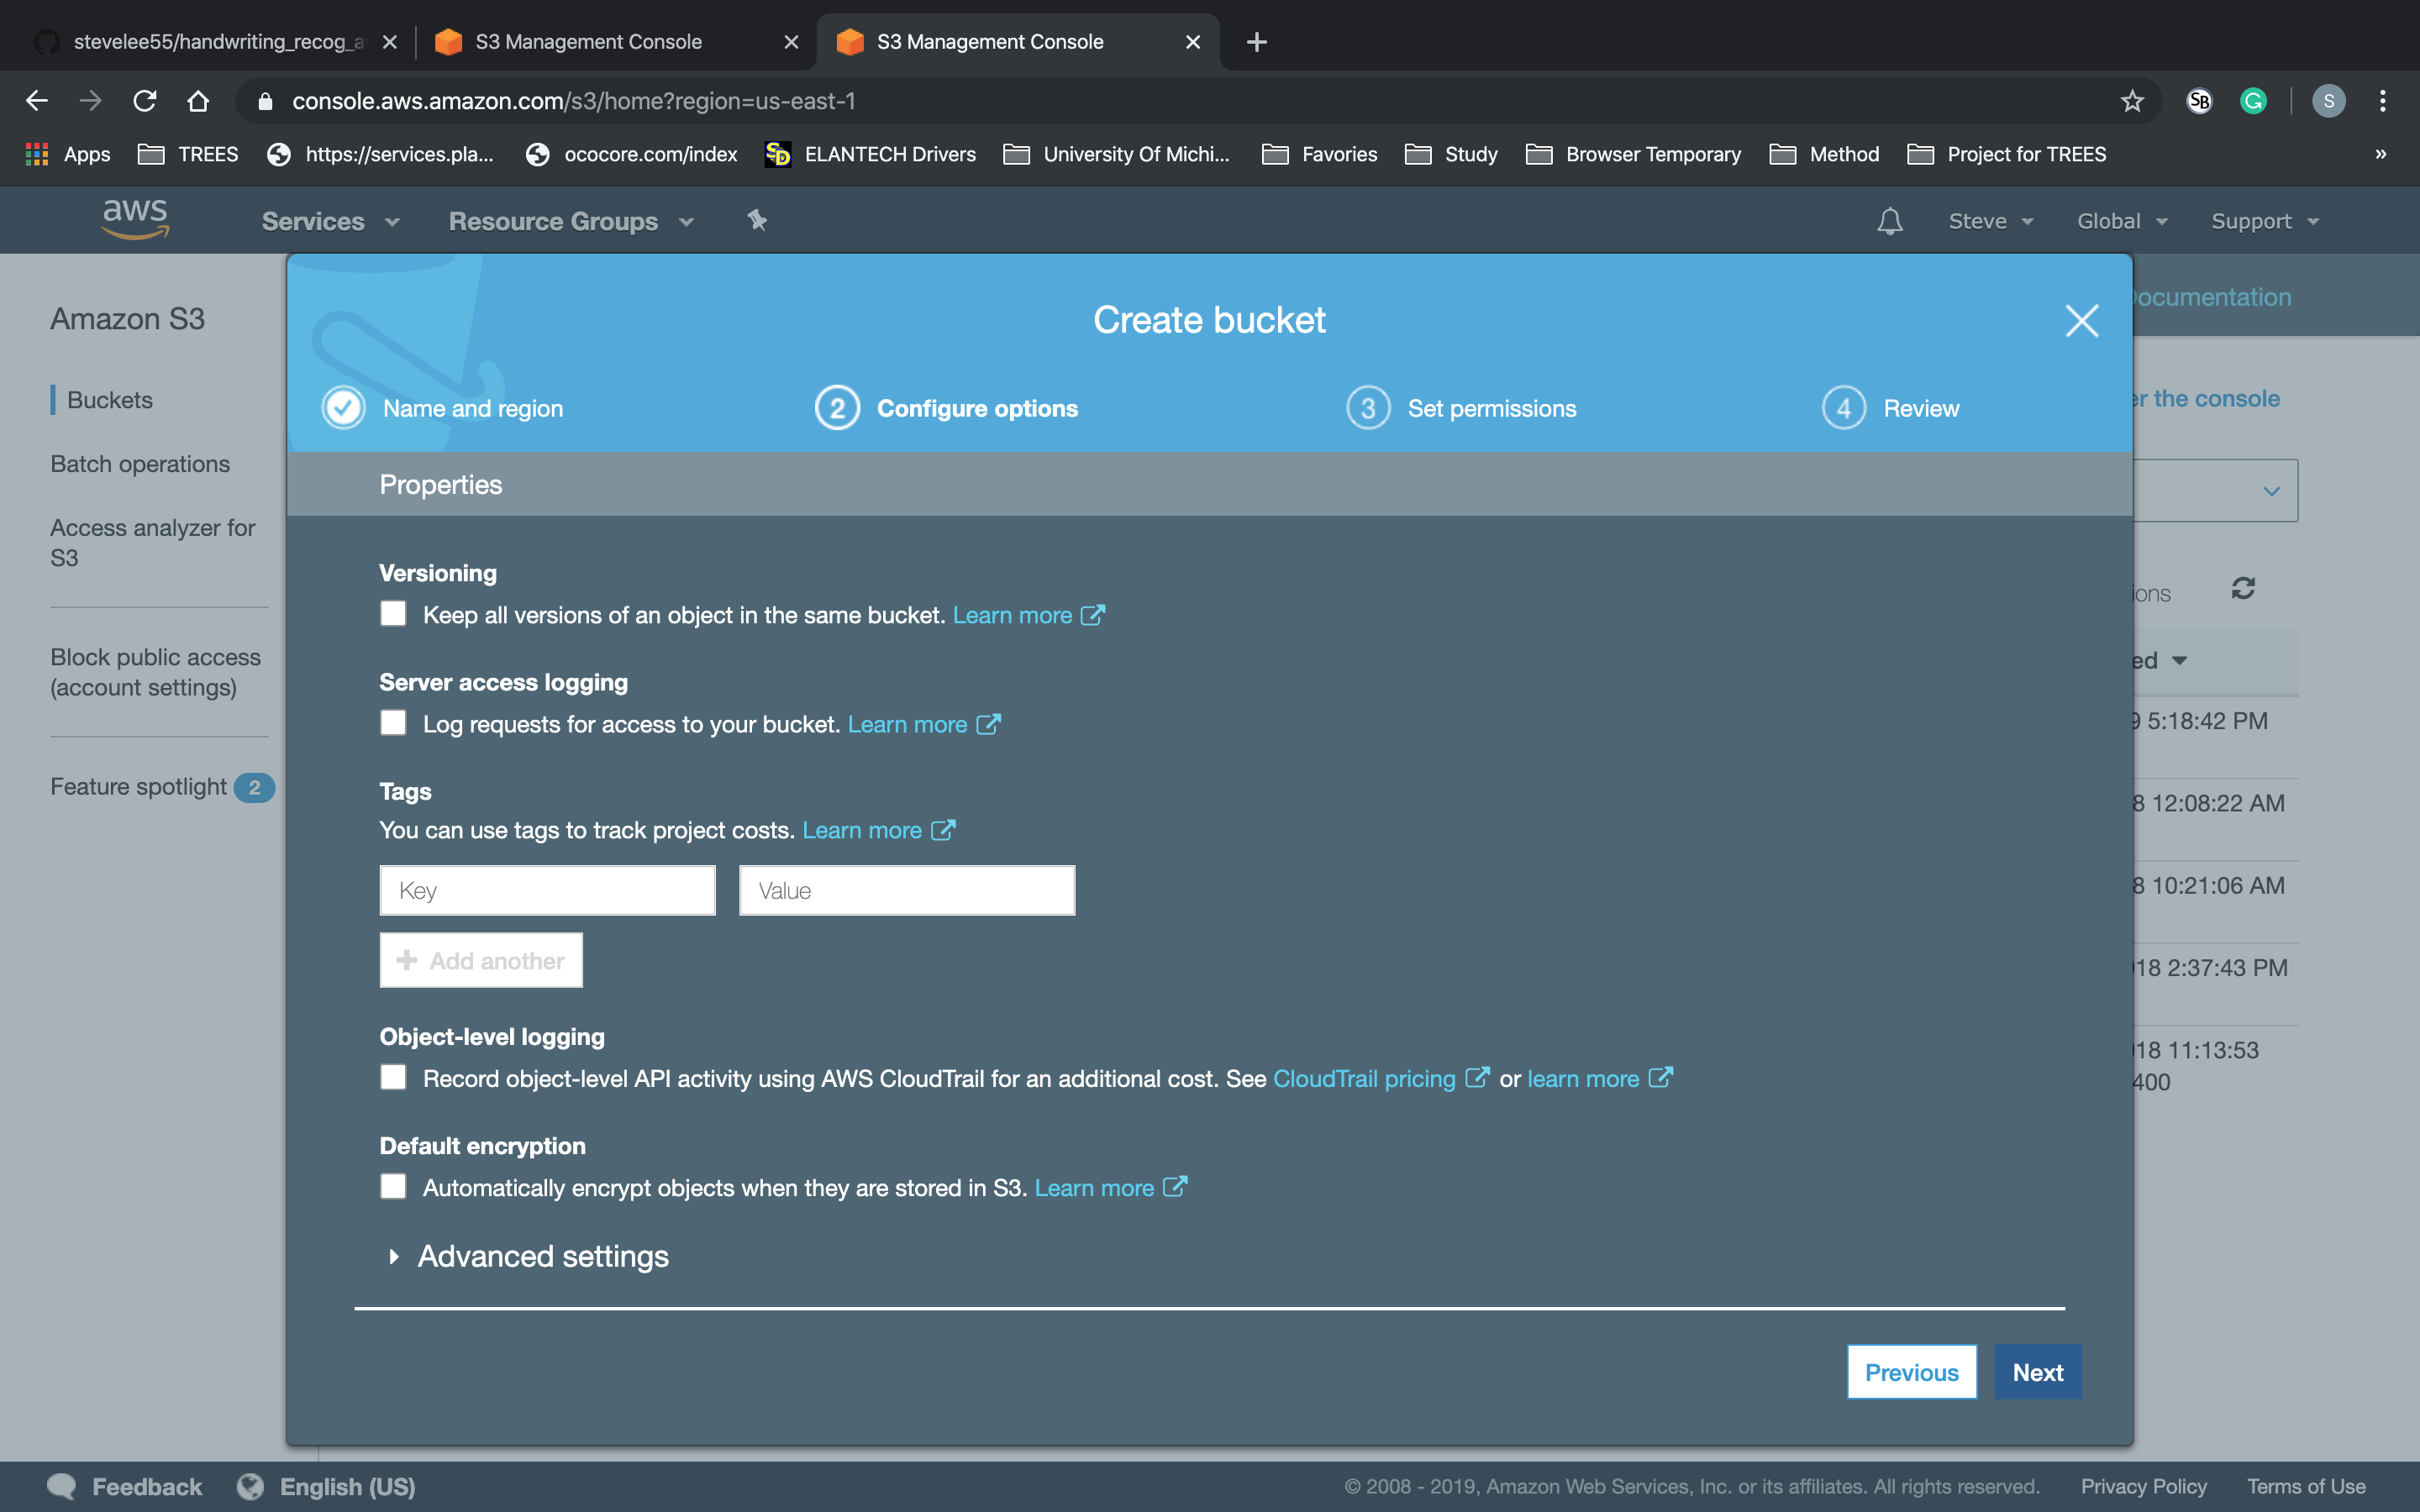 stevelee55/handwriting_recog_a
S3 Management Console
S3 Management Console
console.aws.amazon.com/s3/home?region=us-east-1
SB
G
S
Apps
TREES
https://services.pla...
ococore.com/index
SD
ELANTECH Drivers
University Of Michi...
Favorites
Study
Browser Temporary
Method
Project for TREES
»
aws
Services
Resource Groups
Steve
Global
Support
Amazon S3
Buckets
Batch operations
Access analyzer for
S3
Block public access
(account settings)
Feature spotlight 2
Create bucket
Name and region
2 Configure options
3 Set permissions
4 Review
Properties
Versioning
Keep all versions of an object in the same bucket. Learn more
Server access logging
Log requests for access to your bucket. Learn more
Tags
You can use tags to track project costs. Learn more
Key
Value
+ Add another
Object-level logging
Record object-level API activity using AWS CloudTrail for an additional cost. See CloudTrail pricing or learn more
Default encryption
Automatically encrypt objects when they are stored in S3. Learn more
Advanced settings
Previous
Next
ocumentation
er the console
ions
ed
9 5:18:42 PM
8 12:08:22 AM
8 10:21:06 AM
18 2:37:43 PM
18 11:13:53
400
Feedback
English (US)
© 2008 - 2019, Amazon Web Services, Inc. or its affiliates. All rights reserved.
Privacy Policy
Terms of Use